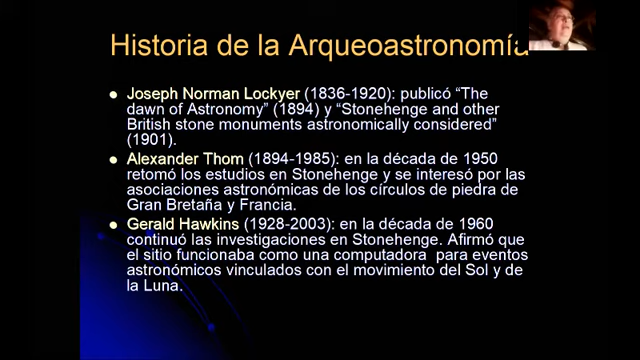 Historia de la Arqueoastronomía
Joseph Norman Lockyer (1836-1920): publicó “The
dawn of Astronomy” (1894) y “Stonehenge and other
British stone monuments astronomically considered”
(1901).
Alexander Thom (1894-1985): en la década de 1950
retomó los estudios en Stonehenge y se interesó por las
asociaciones astronómicas de los círculos de piedra de
Gran Bretaña y Francia.
Gerald Hawkins (1928-2003): en la década de 1960
continuó las investigaciones en Stonehenge. Afirmó que
el sitio funcionaba como una computadora para eventos
astronómicos vinculados con el movimiento del Sol y de
la Luna.